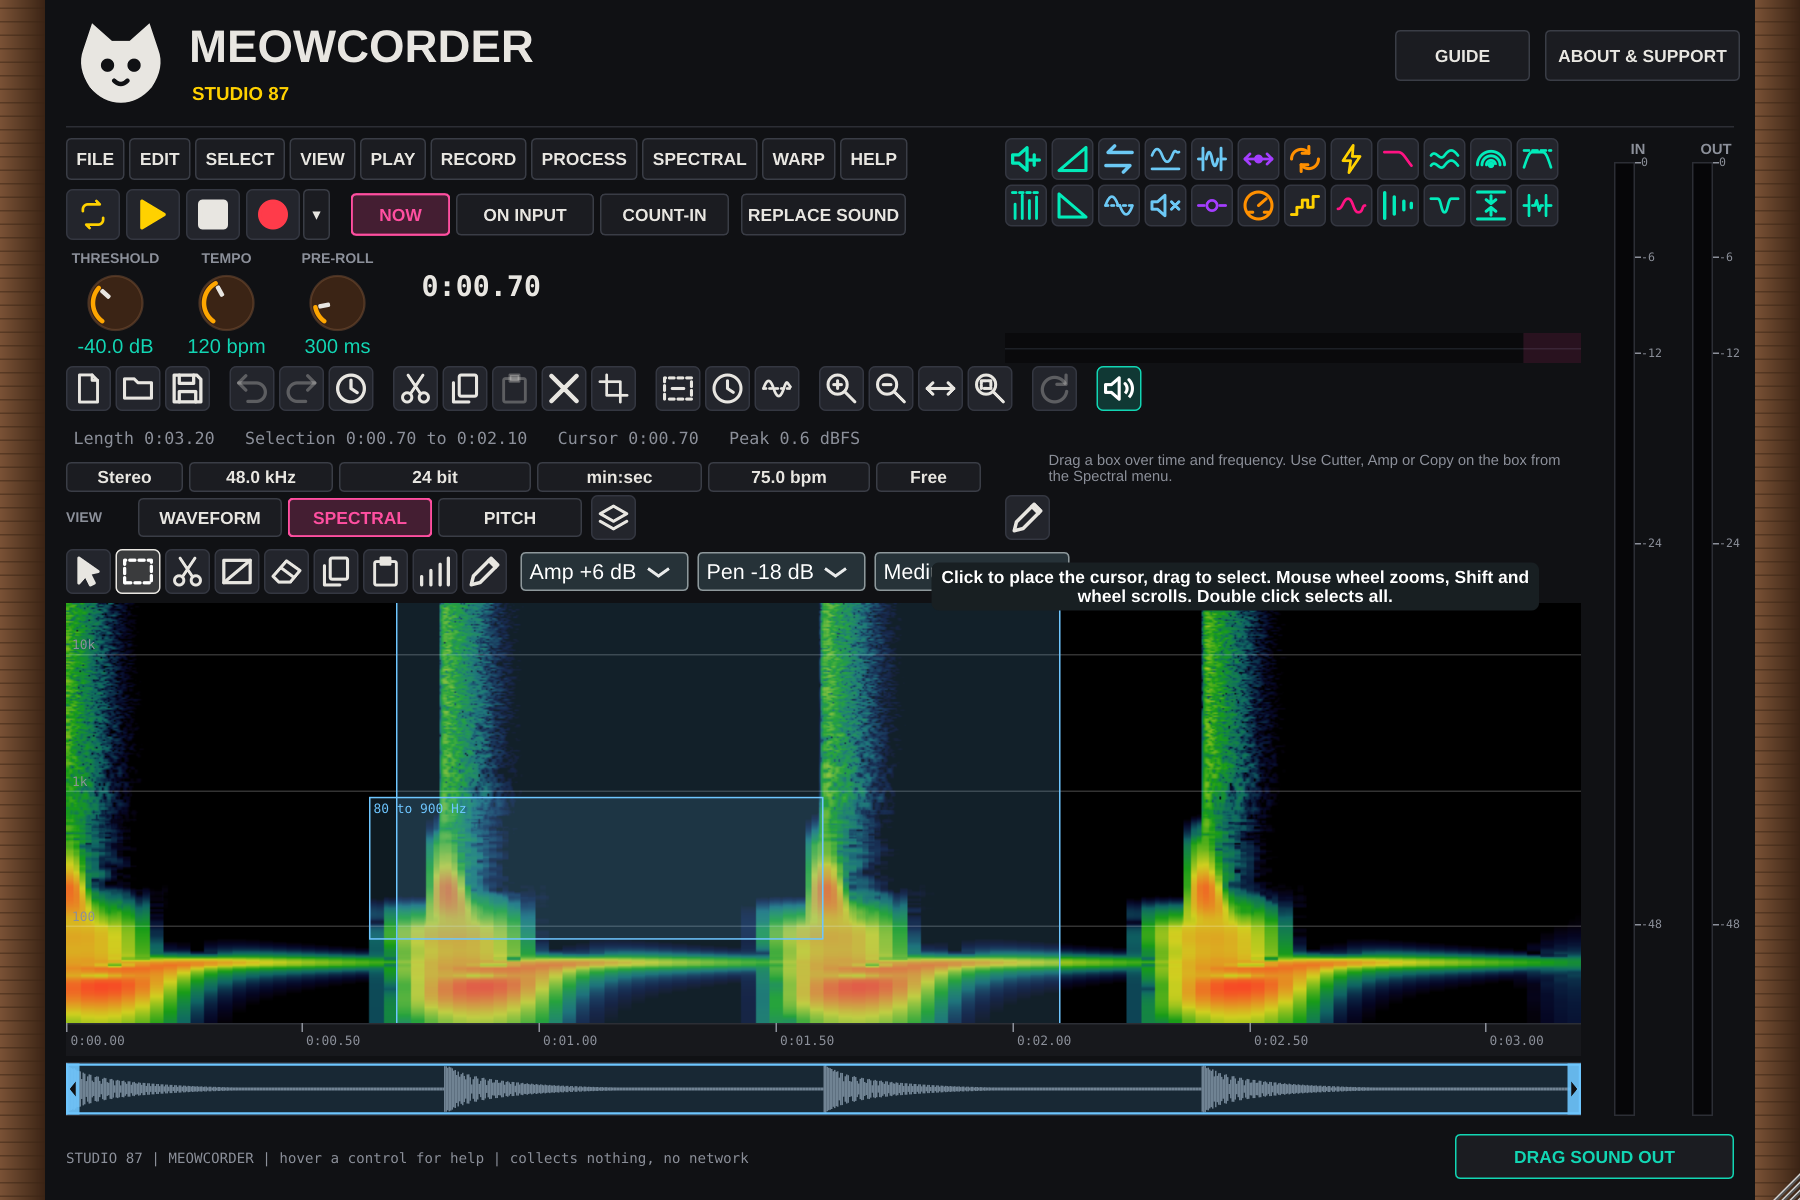 MEOWCORDER
STUDIO 87
GUIDE
ABOUT & SUPPORT
FILE EDIT SELECT VIEW PLAY RECORD PROCESS SPECTRAL WARP HELP
NOW ON INPUT COUNT-IN REPLACE SOUND
IN OUT
0 0
-6 -6
-12 -12
-24 -24
-48 -48
THRESHOLD TEMPO PRE-ROLL
0:00.70
-40.0 dB 120 bpm 300 ms
Length 0:03.20 Selection 0:00.70 to 0:02.10 Cursor 0:00.70 Peak 0.6 dBFS
Drag a box over time and frequency. Use Cutter, Amp or Copy on the box from
the Spectral menu.
Stereo 48.0 kHz 24 bit min:sec 75.0 bpm Free
VIEW WAVEFORM SPECTRAL PITCH
Amp +6 dB Pen -18 dB
Click to place the cursor, drag to select. Mouse wheel zooms, Shift and
wheel scrolls. Double click selects all.
10k
1k
80 to 900 Hz
100
0:00.00 0:00.50 0:01.00 0:01.50 0:02.00 0:02.50 0:03.00
STUDIO 87 | MEOWCORDER | hover a control for help | collects nothing, no network
DRAG SOUND OUT